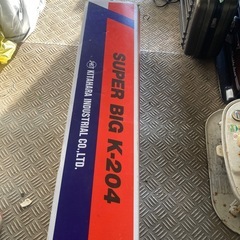 SUPER BIG K-204
KITAHARA INDUSTRIAL CO.,LTD.